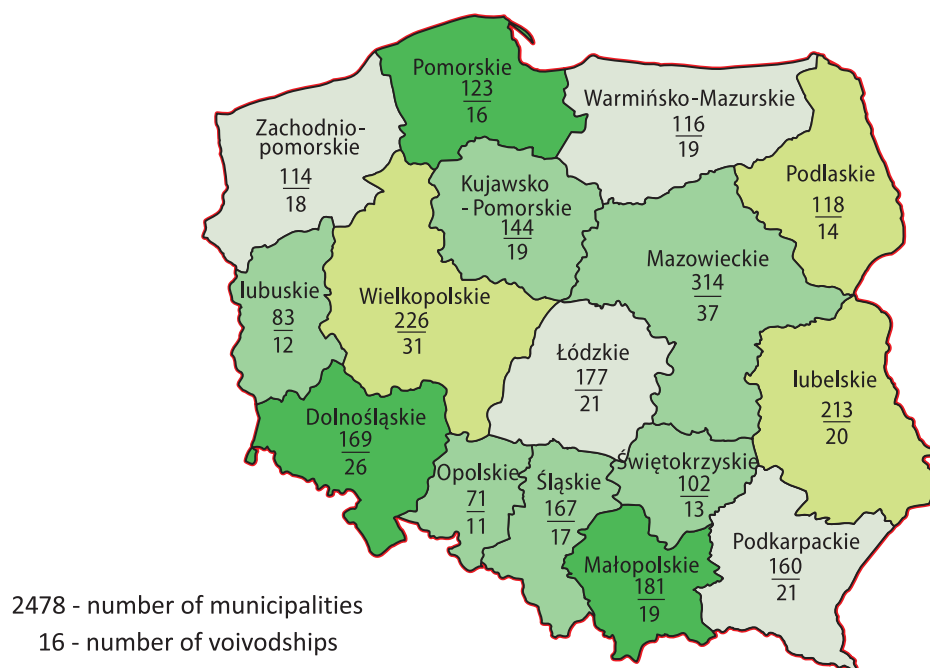 Pomorskie
123
16
Warmińsko-Mazurskie
116
19
Zachodnio-
pomorskie
114
18
Podlaskie
118
14
Kujawsko
-Pomorskie
144
19
Mazowieckie
314
37
lubuskie
83
12
Wielkopolskie
226
31
Łódzkie
177
21
lubelskie
213
20
Dolnośląskie
169
26
Opolskie
71
11
Śląskie
167
17
Świętokrzyskie
102
13
Małopolskie
181
19
Podkarpackie
160
21
2478 - number of municipalities
16 - number of voivodships